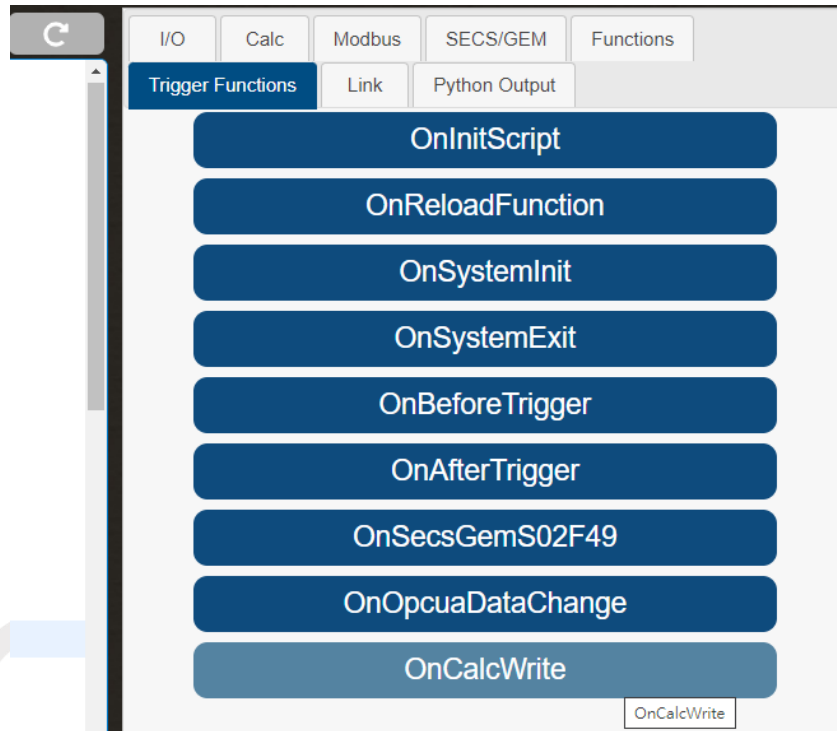 I/O Calc Modbus SECS/GEM Functions
Trigger Functions Link Python Output
OnInitScript
OnReloadFunction
OnSystemInit
OnSystemExit
OnBeforeTrigger
OnAfterTrigger
OnSecsGemS02F49
OnOpcuaDataChange
OnCalcWrite
OnCalcWrite